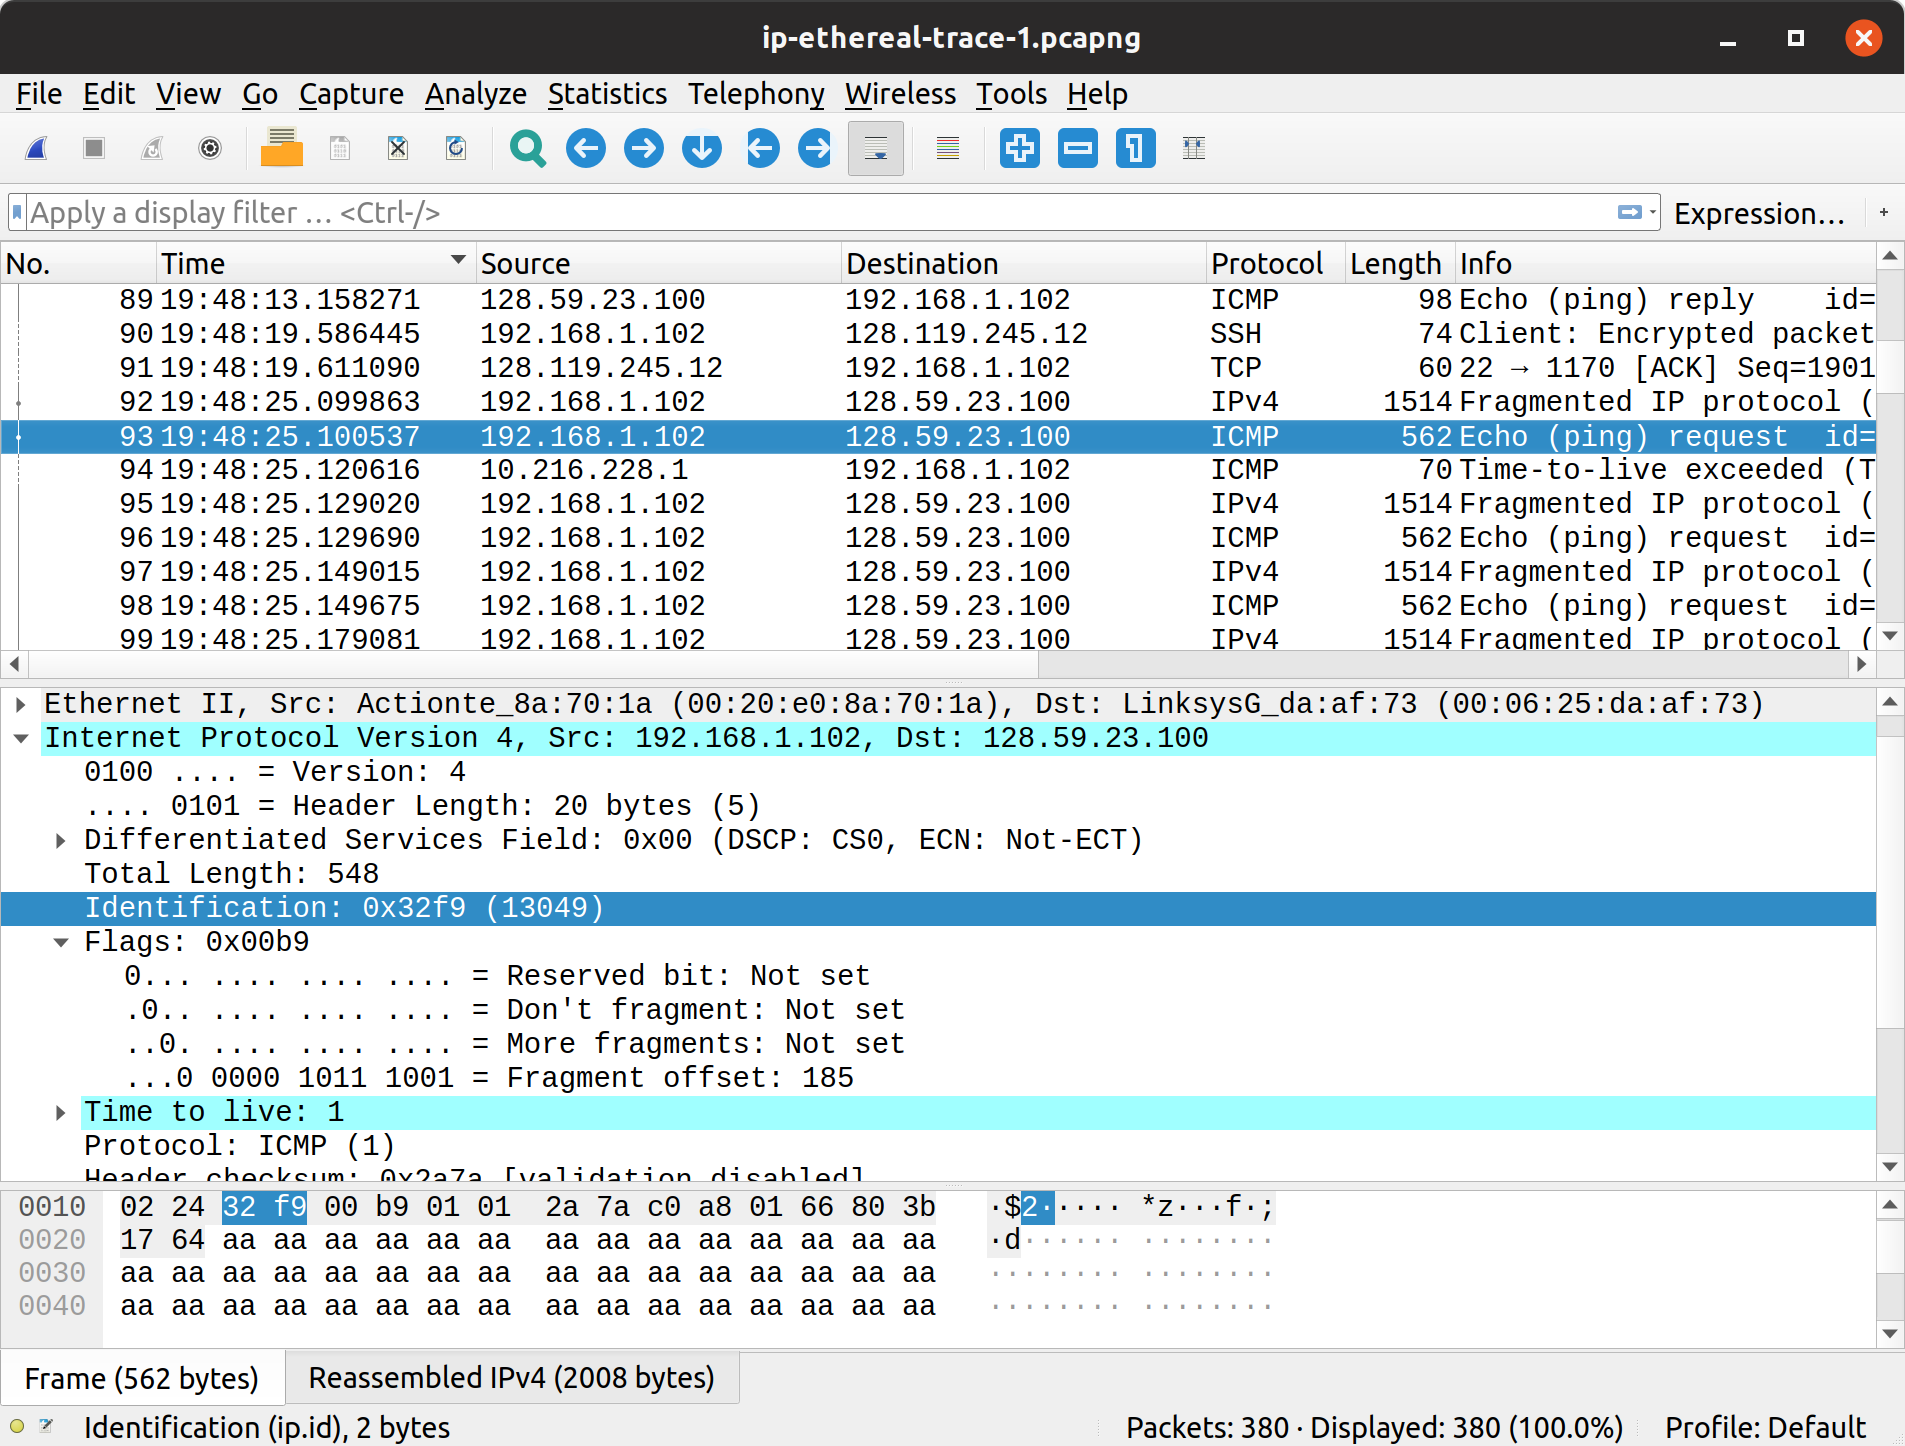 ip-ethereal-trace-1.pcapng
File Edit View Go Capture Analyze Statistics Telephony Wireless Tools Help
Apply a display filter … <Ctrl-/> Expression… +
No. Time Source Destination Protocol Length Info
89 19:48:13.158271 128.59.23.100 192.168.1.102 ICMP 98 Echo (ping) reply id=
90 19:48:19.586445 192.168.1.102 128.119.245.12 SSH 74 Client: Encrypted packet
91 19:48:19.611090 128.119.245.12 192.168.1.102 TCP 60 22 → 1170 [ACK] Seq=1901
92 19:48:25.099863 192.168.1.102 128.59.23.100 IPv4 1514 Fragmented IP protocol (
93 19:48:25.100537 192.168.1.102 128.59.23.100 ICMP 562 Echo (ping) request id=
94 19:48:25.120616 10.216.228.1 192.168.1.102 ICMP 70 Time-to-live exceeded (T
95 19:48:25.129020 192.168.1.102 128.59.23.100 IPv4 1514 Fragmented IP protocol (
96 19:48:25.129690 192.168.1.102 128.59.23.100 ICMP 562 Echo (ping) request id=
97 19:48:25.149015 192.168.1.102 128.59.23.100 IPv4 1514 Fragmented IP protocol (
98 19:48:25.149675 192.168.1.102 128.59.23.100 ICMP 562 Echo (ping) request id=
99 19:48:25.179081 192.168.1.102 128.59.23.100 IPv4 1514 Fragmented IP protocol (
Ethernet II, Src: Actionte_8a:70:1a (00:20:e0:8a:70:1a), Dst: LinksysG_da:af:73 (00:06:25:da:af:73)
Internet Protocol Version 4, Src: 192.168.1.102, Dst: 128.59.23.100
0100 .... = Version: 4
.... 0101 = Header Length: 20 bytes (5)
Differentiated Services Field: 0x00 (DSCP: CS0, ECN: Not-ECT)
Total Length: 548
Identification: 0x32f9 (13049)
Flags: 0x00b9
0... .... .... .... = Reserved bit: Not set
.0.. .... .... .... = Don't fragment: Not set
..0. .... .... .... = More fragments: Not set
...0 0000 1011 1001 = Fragment offset: 185
Time to live: 1
Protocol: ICMP (1)
Header checksum: 0x2a7a [validation disabled]
0010 02 24 32 f9 00 b9 01 01 2a 7a c0 a8 01 66 80 3b ·$2····· *z···f·;
0020 17 64 aa aa aa aa aa aa aa aa aa aa aa aa aa aa ·d······ ········
0030 aa aa aa aa aa aa aa aa aa aa aa aa aa aa aa aa ········ ········
0040 aa aa aa aa aa aa aa aa aa aa aa aa aa aa aa aa ········ ········
Frame (562 bytes) Reassembled IPv4 (2008 bytes)
Identification (ip.id), 2 bytes Packets: 380 · Displayed: 380 (100.0%) Profile: Default